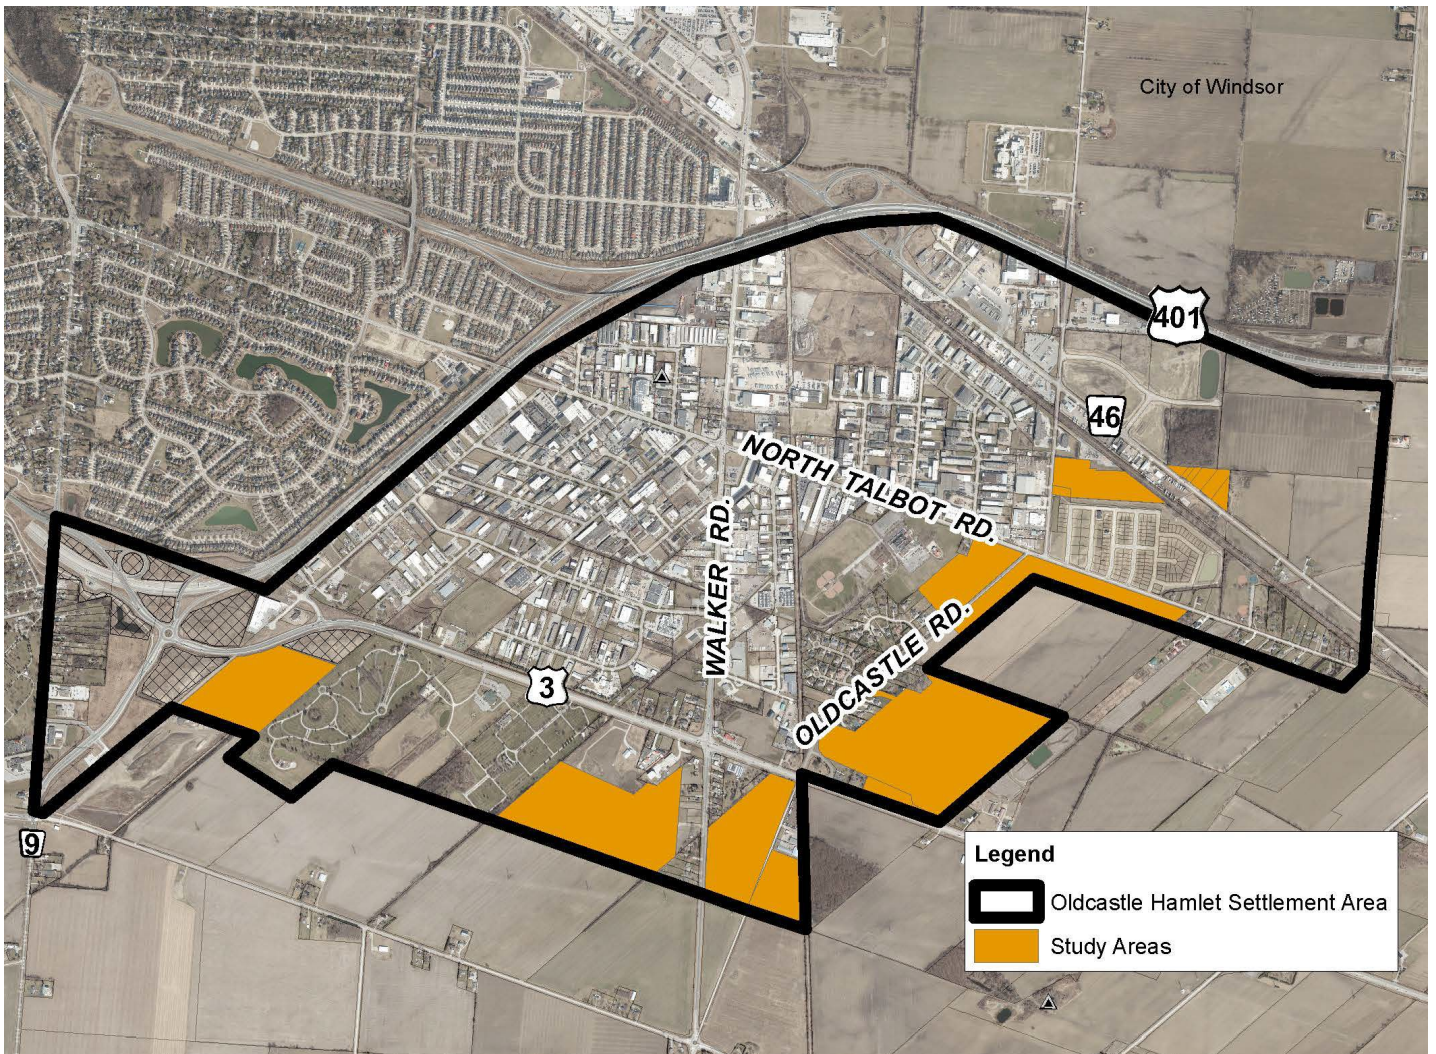 City of Windsor
401
46
NORTH TALBOT RD.
WALKER RD.
OLDCASTLE RD.
3
9
Legend
Oldcastle Hamlet Settlement Area
Study Areas